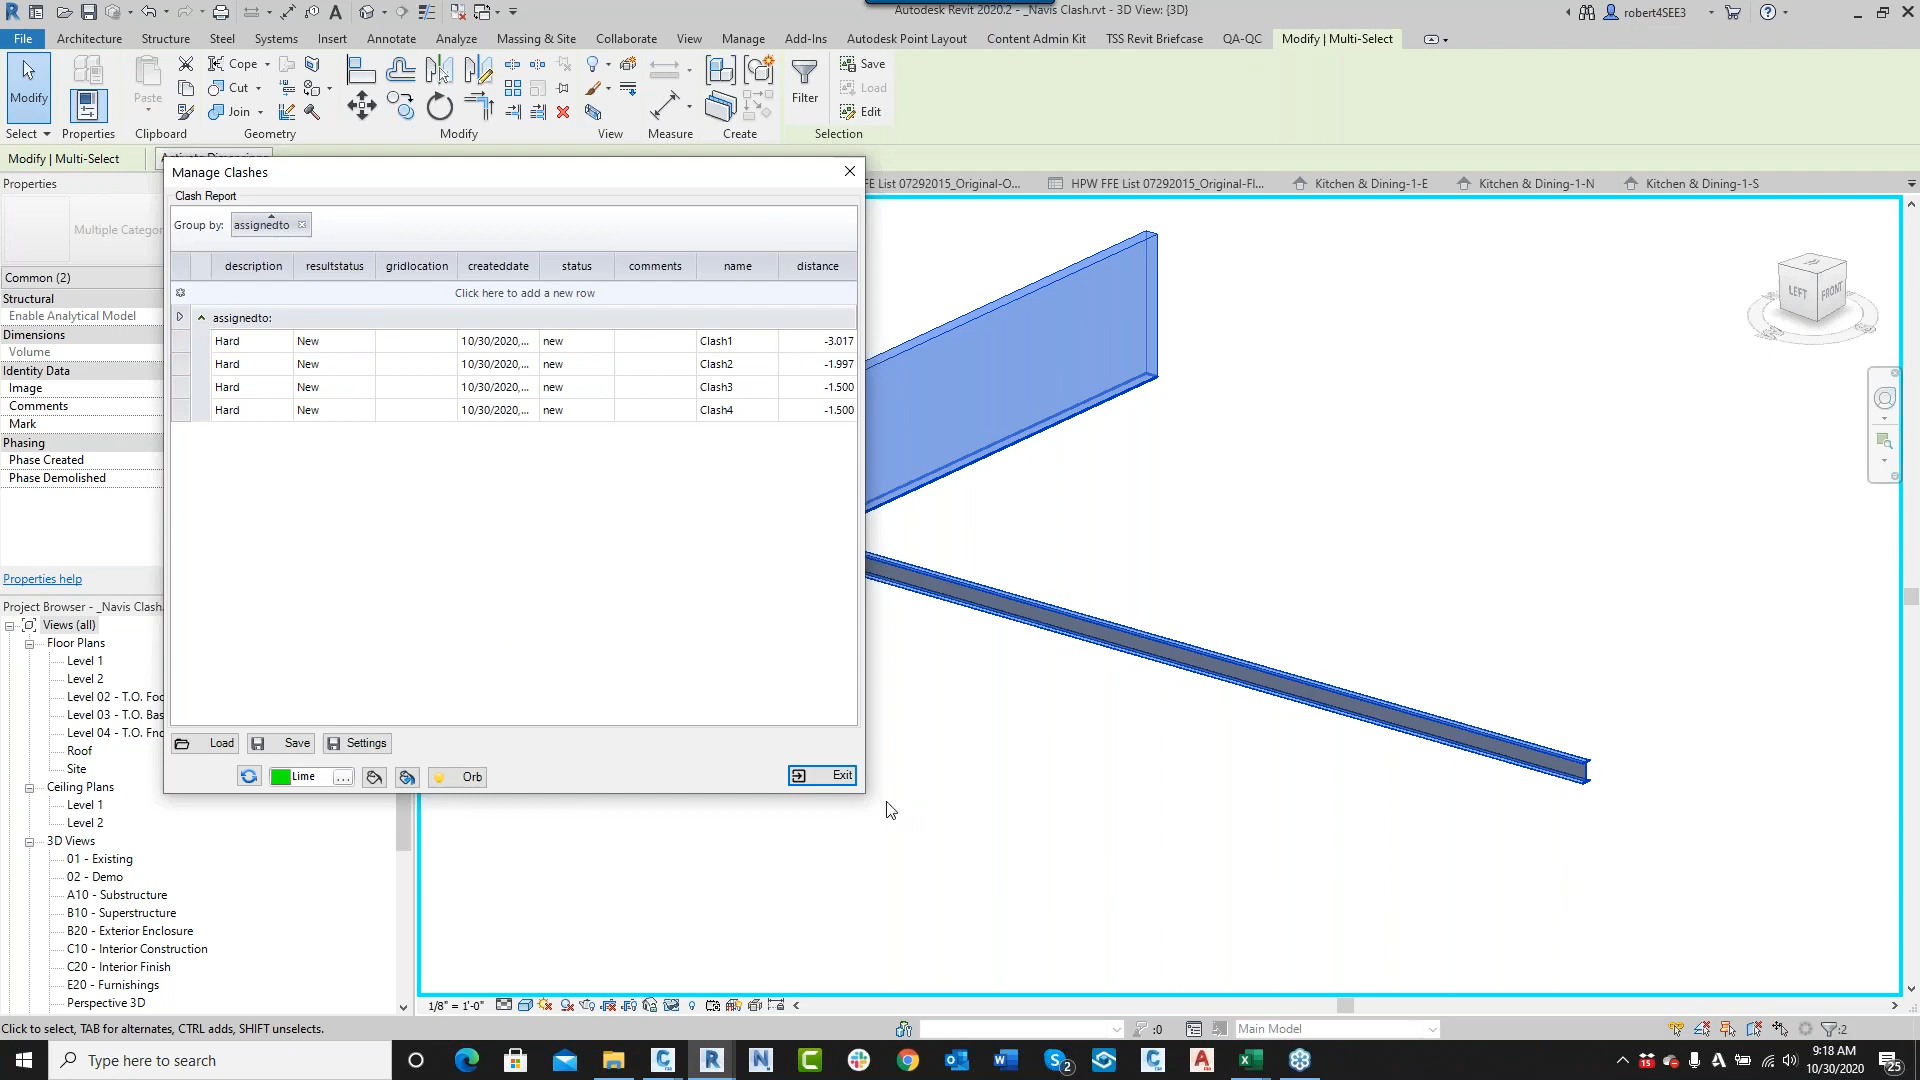 Autodesk Revit 2020.2 - _Navis Clash.rvt - 3D View: {3D}
robert4SEE3
File Architecture Structure Steel Systems Insert Annotate Analyze Massing & Site Collaborate View Manage Add-Ins Autodesk Point Layout Content Admin Kit TSS Revit Briefcase QA-QC Modify | Multi-Select
Modify
Paste
Cope
Cut
Join
Filter
Save
Load
Edit
Select Properties Clipboard Geometry Modify View Measure Create Selection
Modify | Multi-Select
Manage Clashes
Clash Report
Group by: assignedto
description resultstatus gridlocation createddate status comments name distance
Click here to add a new row
assignedto:
Hard New 10/30/2020,... new Clash1 -3.017
Hard New 10/30/2020,... new Clash2 -1.997
Hard New 10/30/2020,... new Clash3 -1.500
Hard New 10/30/2020,... new Clash4 -1.500
Load Save Settings
Lime ... Orb Exit
FE List 07292015_Original-O... HPW FFE List 07292015_Original-Fl... Kitchen & Dining-1-E Kitchen & Dining-1-N Kitchen & Dining-1-S
LEFT FRONT
Properties
Multiple Categor
Common (2)
Structural
Enable Analytical Model
Dimensions
Volume
Identity Data
Image
Comments
Mark
Phasing
Phase Created
Phase Demolished
Properties help
Project Browser - _Navis Clash.
Views (all)
Floor Plans
Level 1
Level 2
Level 02 - T.O. Foo
Level 03 - T.O. Bas
Level 04 - T.O. Fnd
Roof
Site
Ceiling Plans
Level 1
Level 2
3D Views
01 - Existing
02 - Demo
A10 - Substructure
B10 - Superstructure
B20 - Exterior Enclosure
C10 - Interior Construction
C20 - Interior Finish
E20 - Furnishings
Perspective 3D
1/8" = 1'-0"
Click to select, TAB for alternates, CTRL adds, SHIFT unselects.
:0
Main Model
:2
Type here to search
9:18 AM
10/30/2020
25